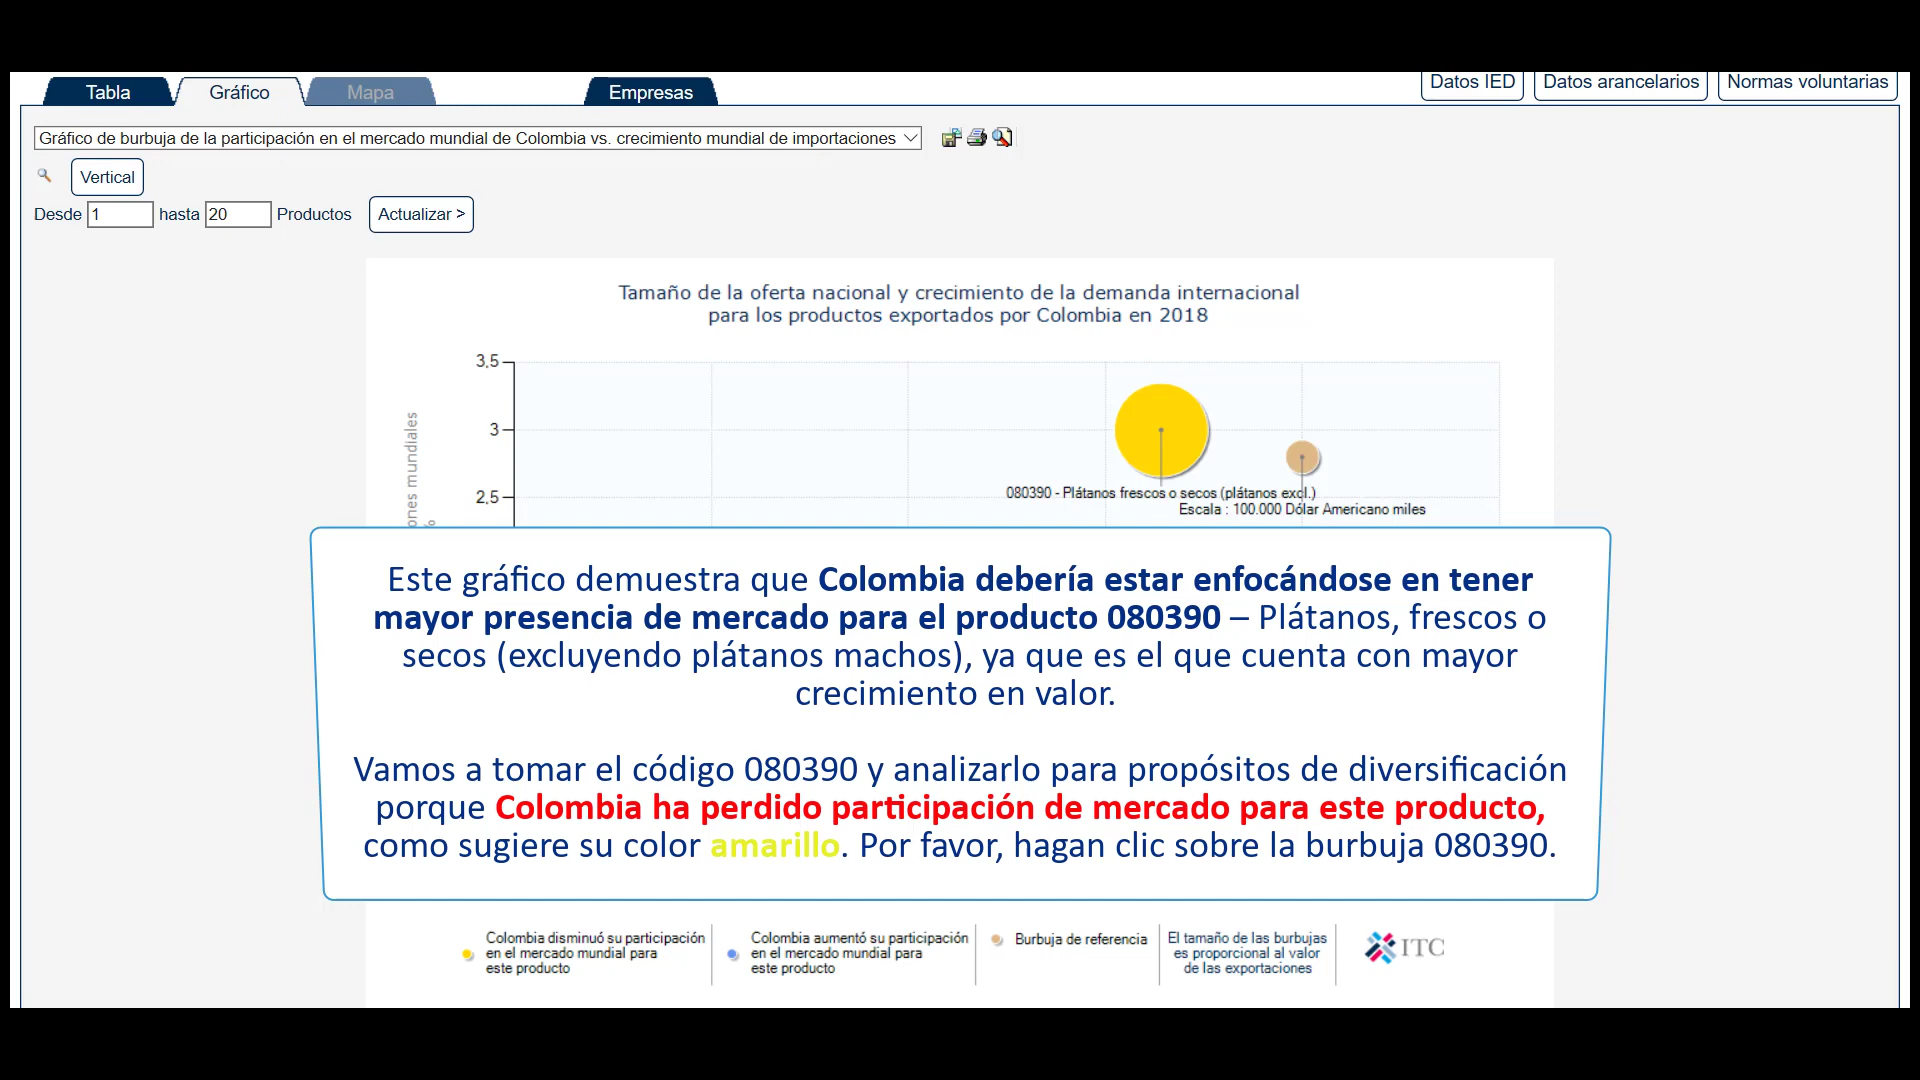 Tabla
Gráfico
Mapa
Empresas
Datos IED
Datos arancelarios
Normas voluntarias
Gráfico de burbuja de la participación en el mercado mundial de Colombia vs. crecimiento mundial de importaciones
Vertical
Desde 1 hasta 20 Productos Actualizar >
Tamaño de la oferta nacional y crecimiento de la demanda internacional
para los productos exportados por Colombia en 2018
3,5
3
2,5
mundiales
%
080390 - Plátanos frescos o secos (plátanos excl.)
Escala : 100.000 Dólar Americano miles
Este gráfico demuestra que Colombia debería estar enfocándose en tener
mayor presencia de mercado para el producto 080390 – Plátanos, frescos o
secos (excluyendo plátanos machos), ya que es el que cuenta con mayor
crecimiento en valor.
Vamos a tomar el código 080390 y analizarlo para propósitos de diversificación
porque Colombia ha perdido participación de mercado para este producto,
como sugiere su color amarillo. Por favor, hagan clic sobre la burbuja 080390.
Colombia disminuó su participación
en el mercado mundial para
este producto
Colombia aumentó su participación
en el mercado mundial para
este producto
Burbuja de referencia
El tamaño de las burbujas
es proporcional al valor
de las exportaciones
ITC